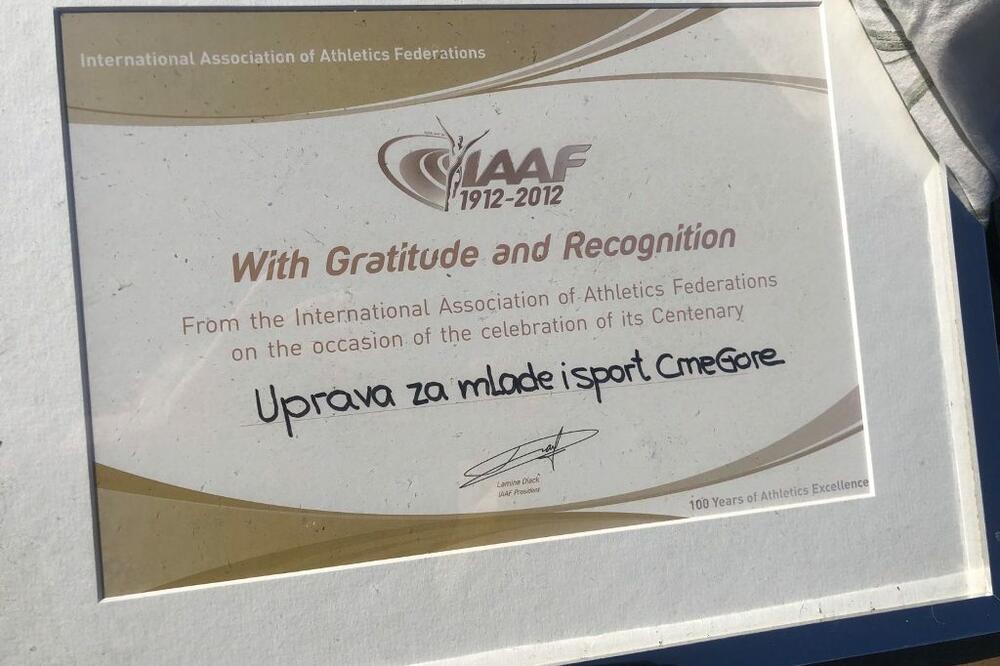 International Association of Athletics Federations
IAAF
1912-2012
With Gratitude and Recognition
From the International Association of Athletics Federations
on the occasion of the celebration of its Centenary
Uprava za mlade i sport Crne Gore
Lamine Diack
IAAF President
100 Years of Athletics Excellence